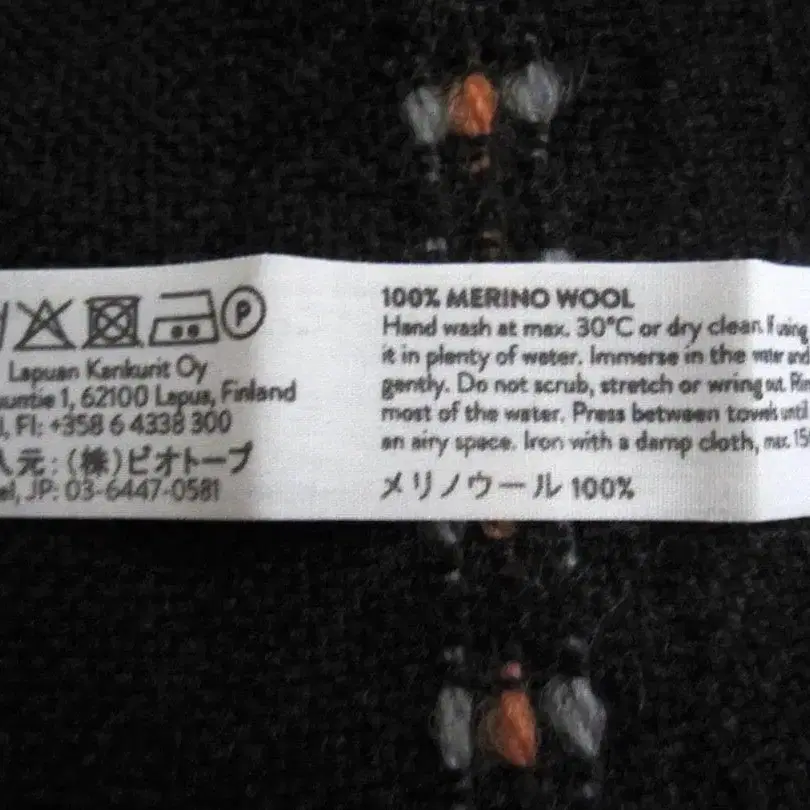 P
Lapuan Kankurit Oy
1, 62100 Lapua, Finland
FI: +358 6 4338 300
元:(株)ビオトープ
JP: 03-6447-0581
100% MERINO WOOL
Hand wash at max. 30°C or dry clean. If using
it in plenty of water. Immerse in the water and
gently. Do not scrub, stretch or wring out.
most of the water. Press between towels until
an airy space. Iron with a damp cloth, max.
メリノウール 100%